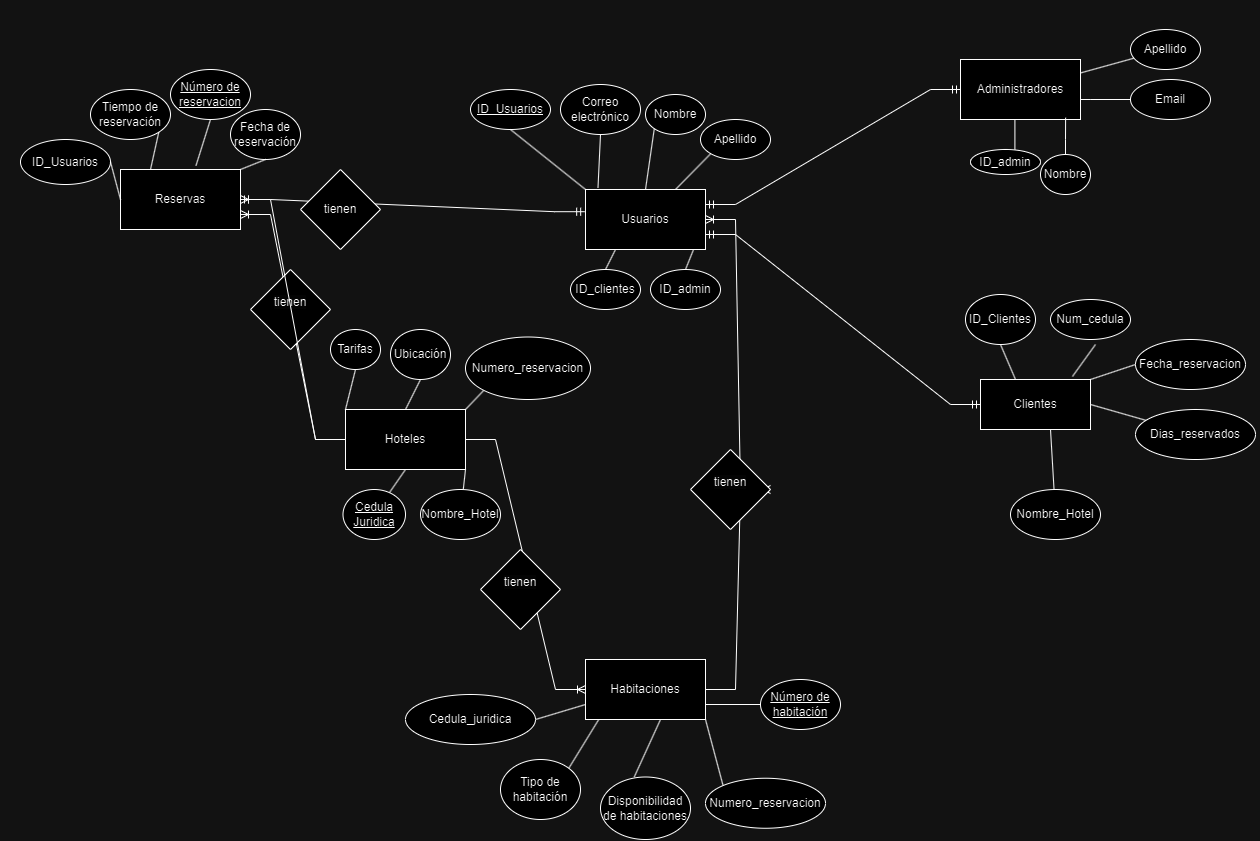 Apellido
Administradores
Email
ID_admin
Nombre
Número de
reservacion
Tiempo de
reservación
Fecha de
reservación
ID_Usuarios
Reservas
tienen
ID_Usuarios
Correo
electrónico
Nombre
Apellido
Usuarios
ID_clientes
ID_admin
tienen
Tarifas
Ubicación
Numero_reservacion
Hoteles
Cedula
Juridica
Nombre_Hotel
ID_Clientes
Num_cedula
Fecha_reservacion
Clientes
Dias_reservados
Nombre_Hotel
tienen
tienen
Habitaciones
Número de
habitación
Cedula_juridica
Tipo de
habitación
Disponibilidad
de habitaciones
Numero_reservacion